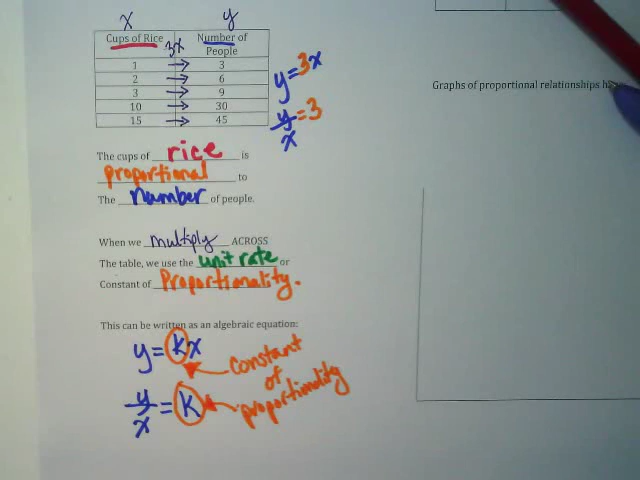 x y
Cups of Rice Number of People
3x
1 → 3
2 → 6
3 → 9
10 → 30
15 → 45
y = 3x
y/x = 3
The cups of rice is
proportional to
The number of people.
When we multiply ACROSS
The table, we use the unit rate or
Constant of Proportionality.
This can be written as an algebraic equation:
y = kx
y/x = k
constant
of
proportionality
Graphs of proportional relationships